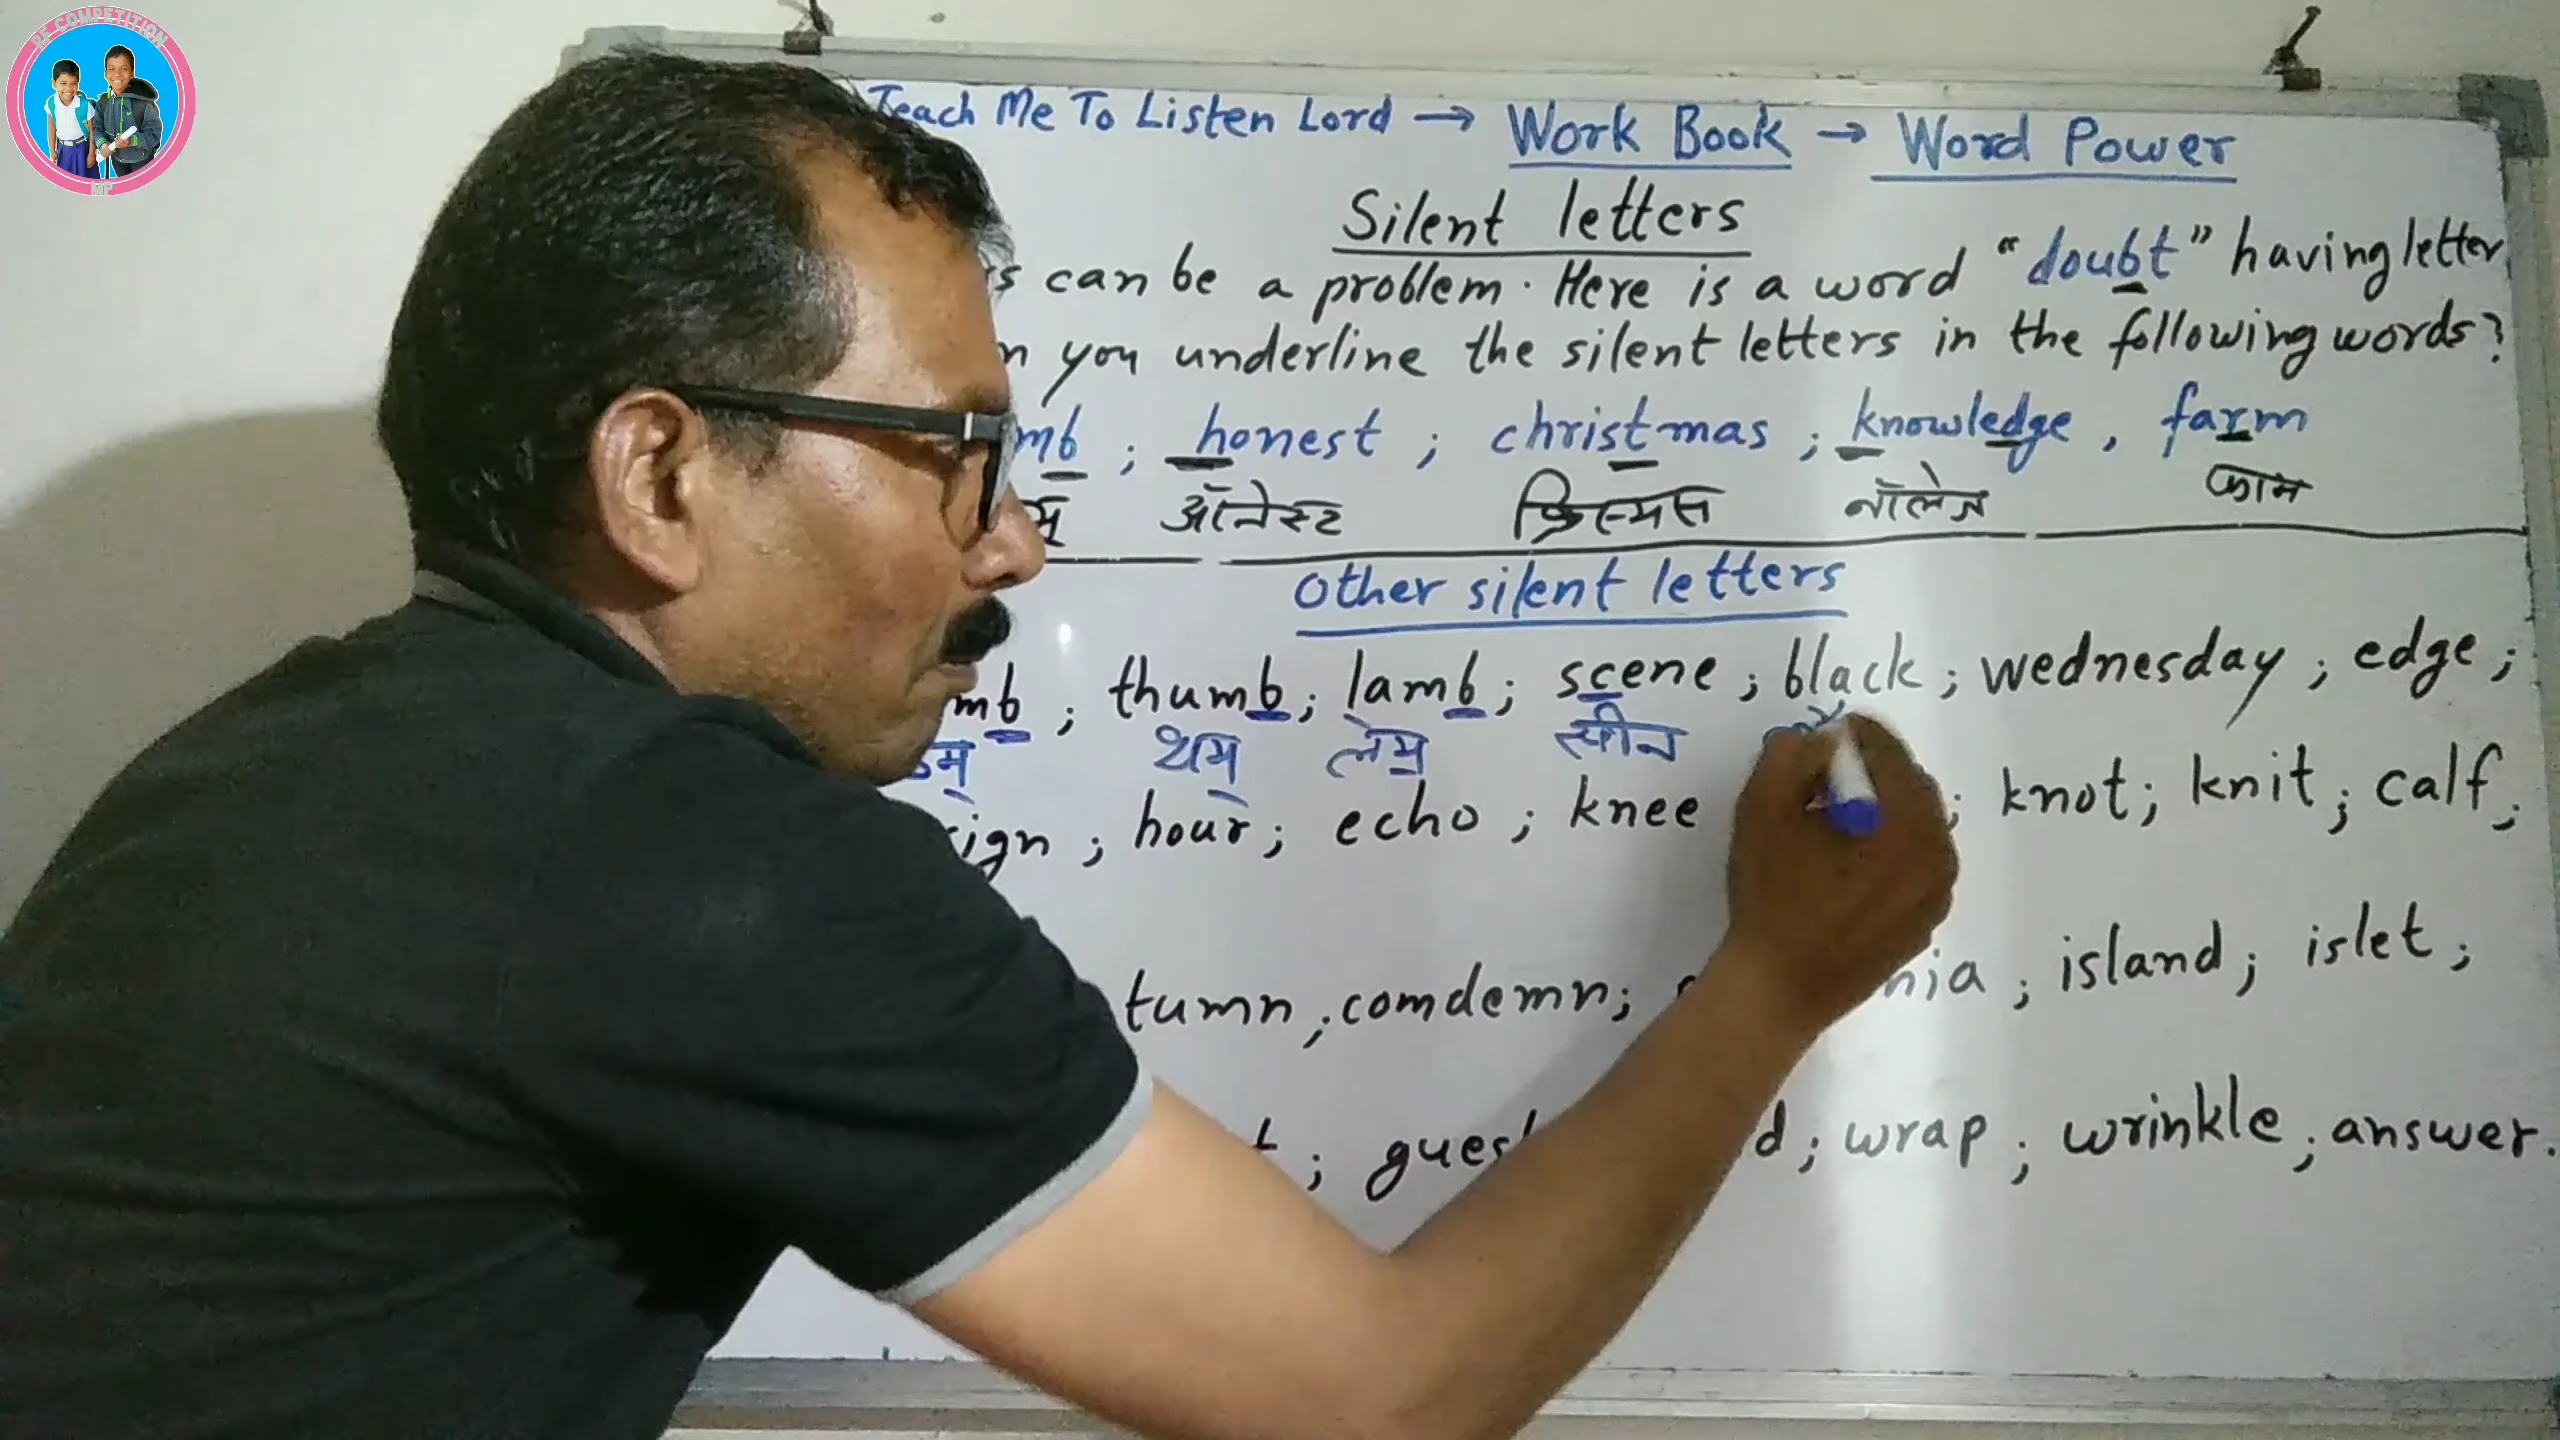 PF COMPETITION
MP
Teach Me To Listen Lord → Work Book → Word Power
Silent letters
can be a problem. Here is a word "doubt" having letter
you underline the silent letters in the following words?
mb ; honest ; christmas ; knowledge , farm
ऑनेस्ट क्रिस्मस नॉलेज फाम
Other silent letters
mb ; thumb ; lamb ; scene ; black ; wednesday ; edge ;
थम् लेम् सीन
ign ; hour ; echo ; knee ; knot ; knit ; calf ;
tumn ; comdemn ; nia ; island ; islet ;
t ; gues d ; wrap ; wrinkle ; answer.